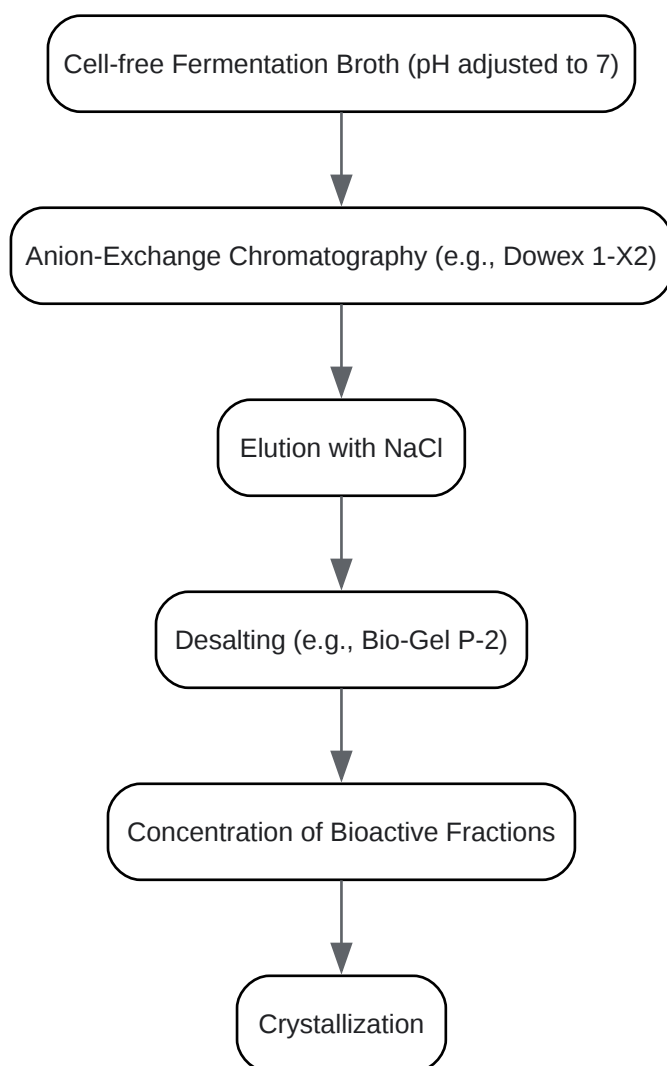 Cell-free Fermentation Broth (pH adjusted to 7)
Anion-Exchange Chromatography (e.g., Dowex 1-X2)
Elution with NaCl
Desalting (e.g., Bio-Gel P-2)
Concentration of Bioactive Fractions
Crystallization